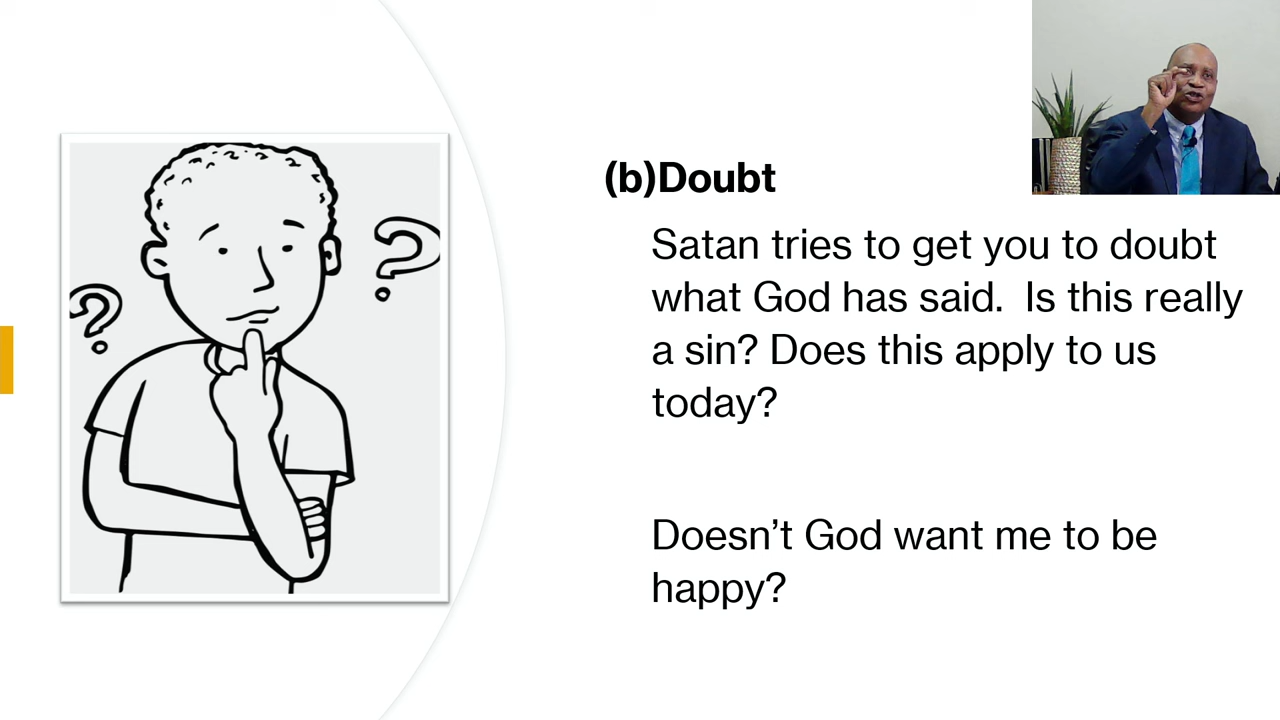 (b)Doubt
Satan tries to get you to doubt
what God has said.  Is this really
a sin? Does this apply to us
today?
Doesn’t God want me to be
happy?